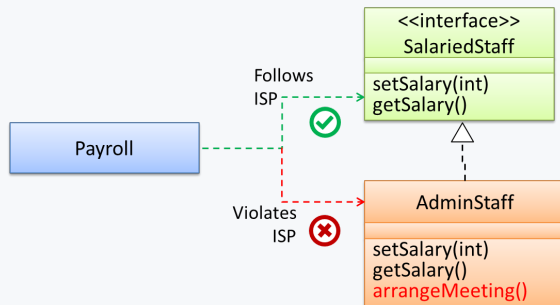 <<interface>>
SalariedStaff
setSalary(int)
getSalary()
Follows
ISP
Payroll
Violates
ISP
AdminStaff
setSalary(int)
getSalary()
arrangeMeeting()